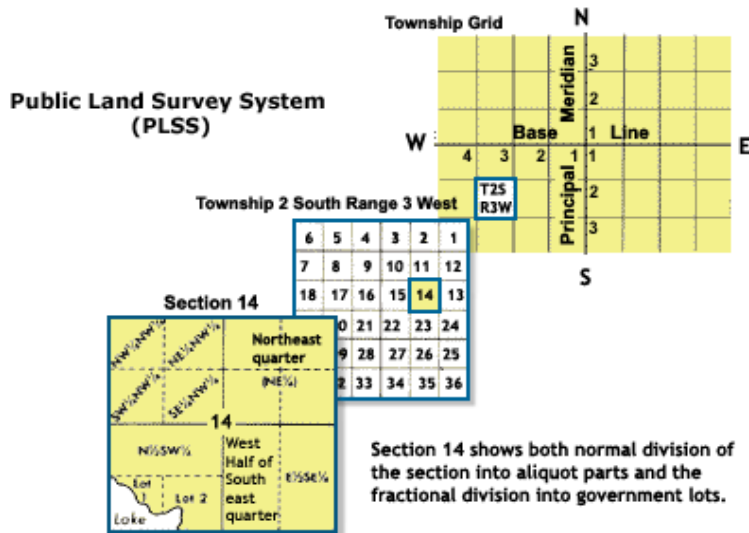 Township Grid
N
Public Land Survey System
(PLSS)
Meridian
3
2
1
W
Base
Line
E
4 3 2 1 1
T2S
R3W
Principal
2
3
S
Township 2 South Range 3 West
6 5 4 3 2 1
7 8 9 10 11 12
18 17 16 15 14 13
0 21 22 23 24
9 28 27 26 25
2 33 34 35 36
Section 14
NW¼NW¼
NE¼NW¼
Northeast
quarter
(NE¼)
SW¼NW¼
SE¼NW¼
14
N½SW¼
West
Half of
South
east
quarter
E½SE¼
Lot
1
Lot 2
Lake
Section 14 shows both normal division of
the section into aliquot parts and the
fractional division into government lots.